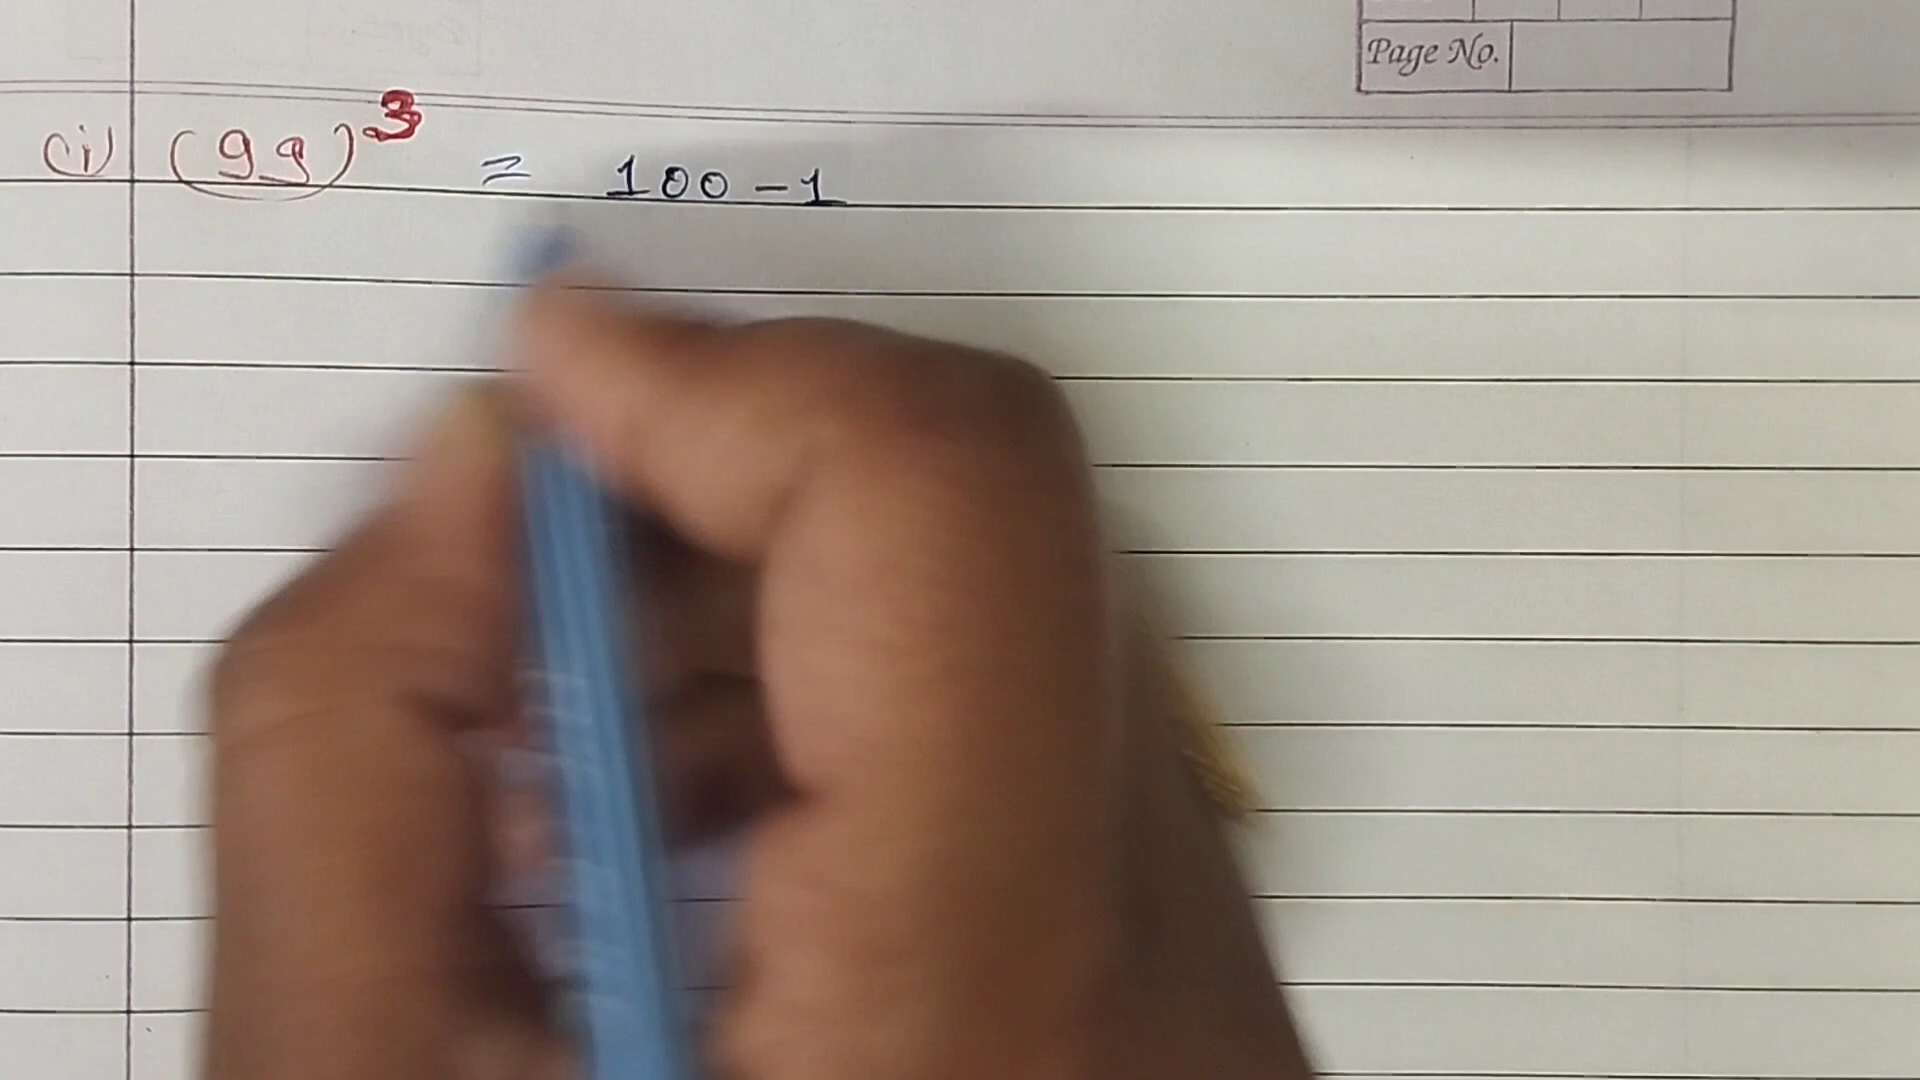 Page No.
(i) (99)³ = 100 - 1